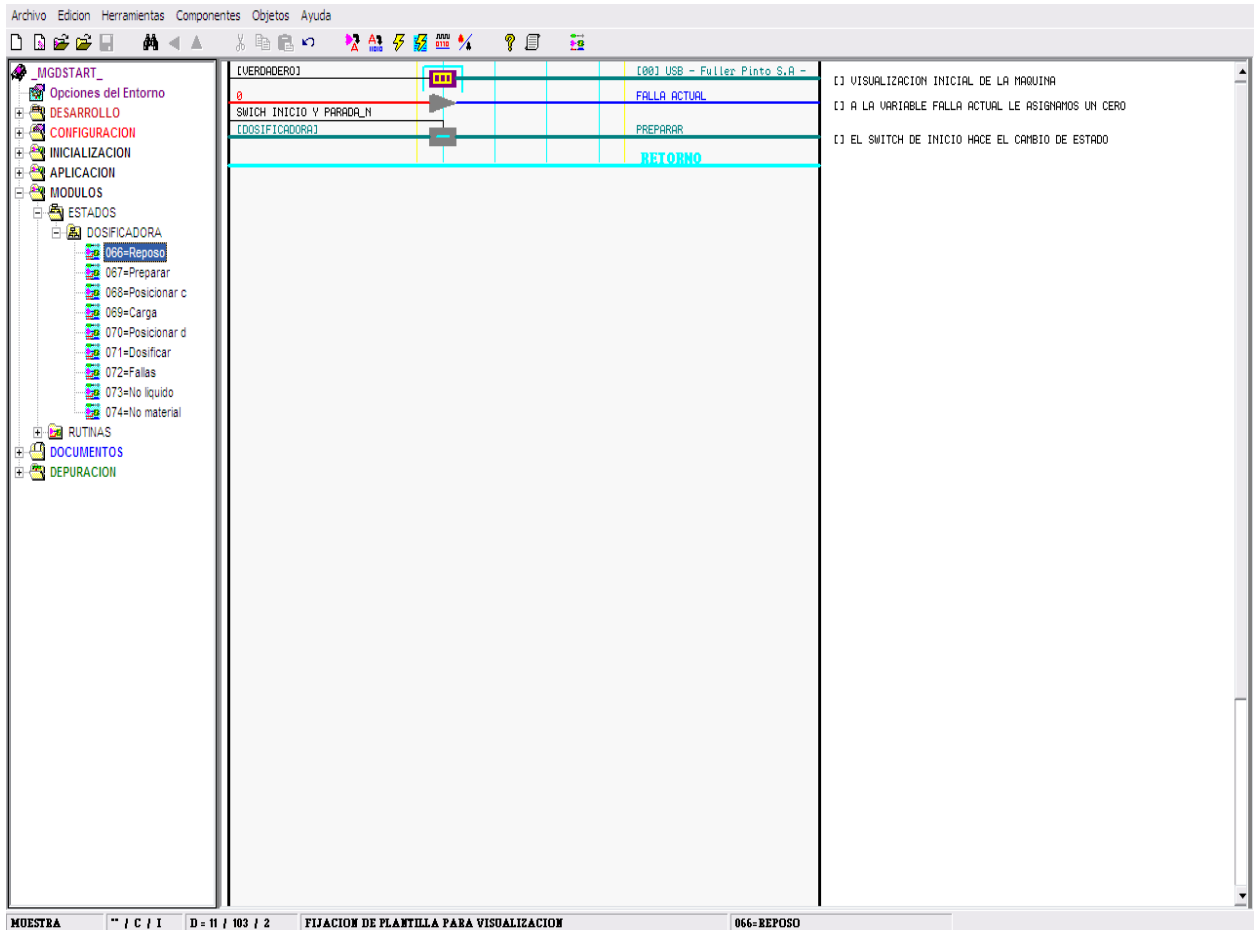 Archivo Edicion Herramientas Componentes Objetos Ayuda
_MGDSTART_
Opciones del Entorno
DESARROLLO
CONFIGURACION
INICIALIZACION
APLICACION
MODULOS
ESTADOS
DOSIFICADORA
066=Reposo
067=Preparar
068=Posicionar c
069=Carga
070=Posicionar d
071=Dosificar
072=Fallas
073=No liquido
074=No material
RUTINAS
DOCUMENTOS
DEPURACION
[VERDADERO] [00] USB - Fuller Pinto S.A -
0 FALLA ACTUAL
SWICH INICIO Y PARADA_N
[DOSIFICADORA] PREPARAR
RETORNO
[] VISUALIZACION INICIAL DE LA MAQUINA
[] A LA VARIABLE FALLA ACTUAL LE ASIGNAMOS UN CERO
[] EL SWITCH DE INICIO HACE EL CAMBIO DE ESTADO
MUESTRA "" / C / I D = 11 / 103 / 2 FIJACION DE PLANTILLA PARA VISUALIZACION 066=REPOSO